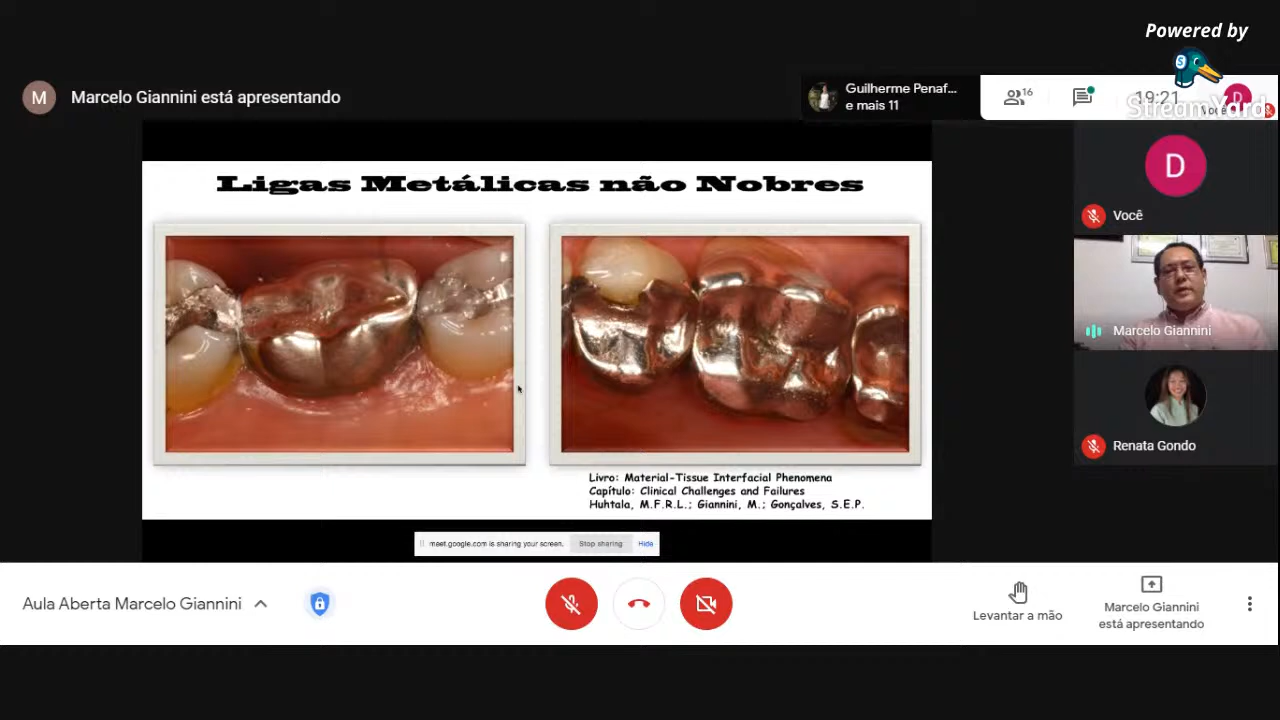 Powered by
StreamYard
M
Marcelo Giannini está apresentando
Guilherme Penaf...
e mais 11
16
19:21
Você
Ligas Metálicas não Nobres
Livro: Material-Tissue Interfacial Phenomena
Capítulo: Clinical Challenges and Failures
Huhtala, M.F.R.L.; Giannini, M.; Gonçalves, S.E.P.
D
Você
Marcelo Giannini
Renata Gondo
meet.google.com is sharing your screen.
Stop sharing
Hide
Aula Aberta Marcelo Giannini
Levantar a mão
Marcelo Giannini
está apresentando